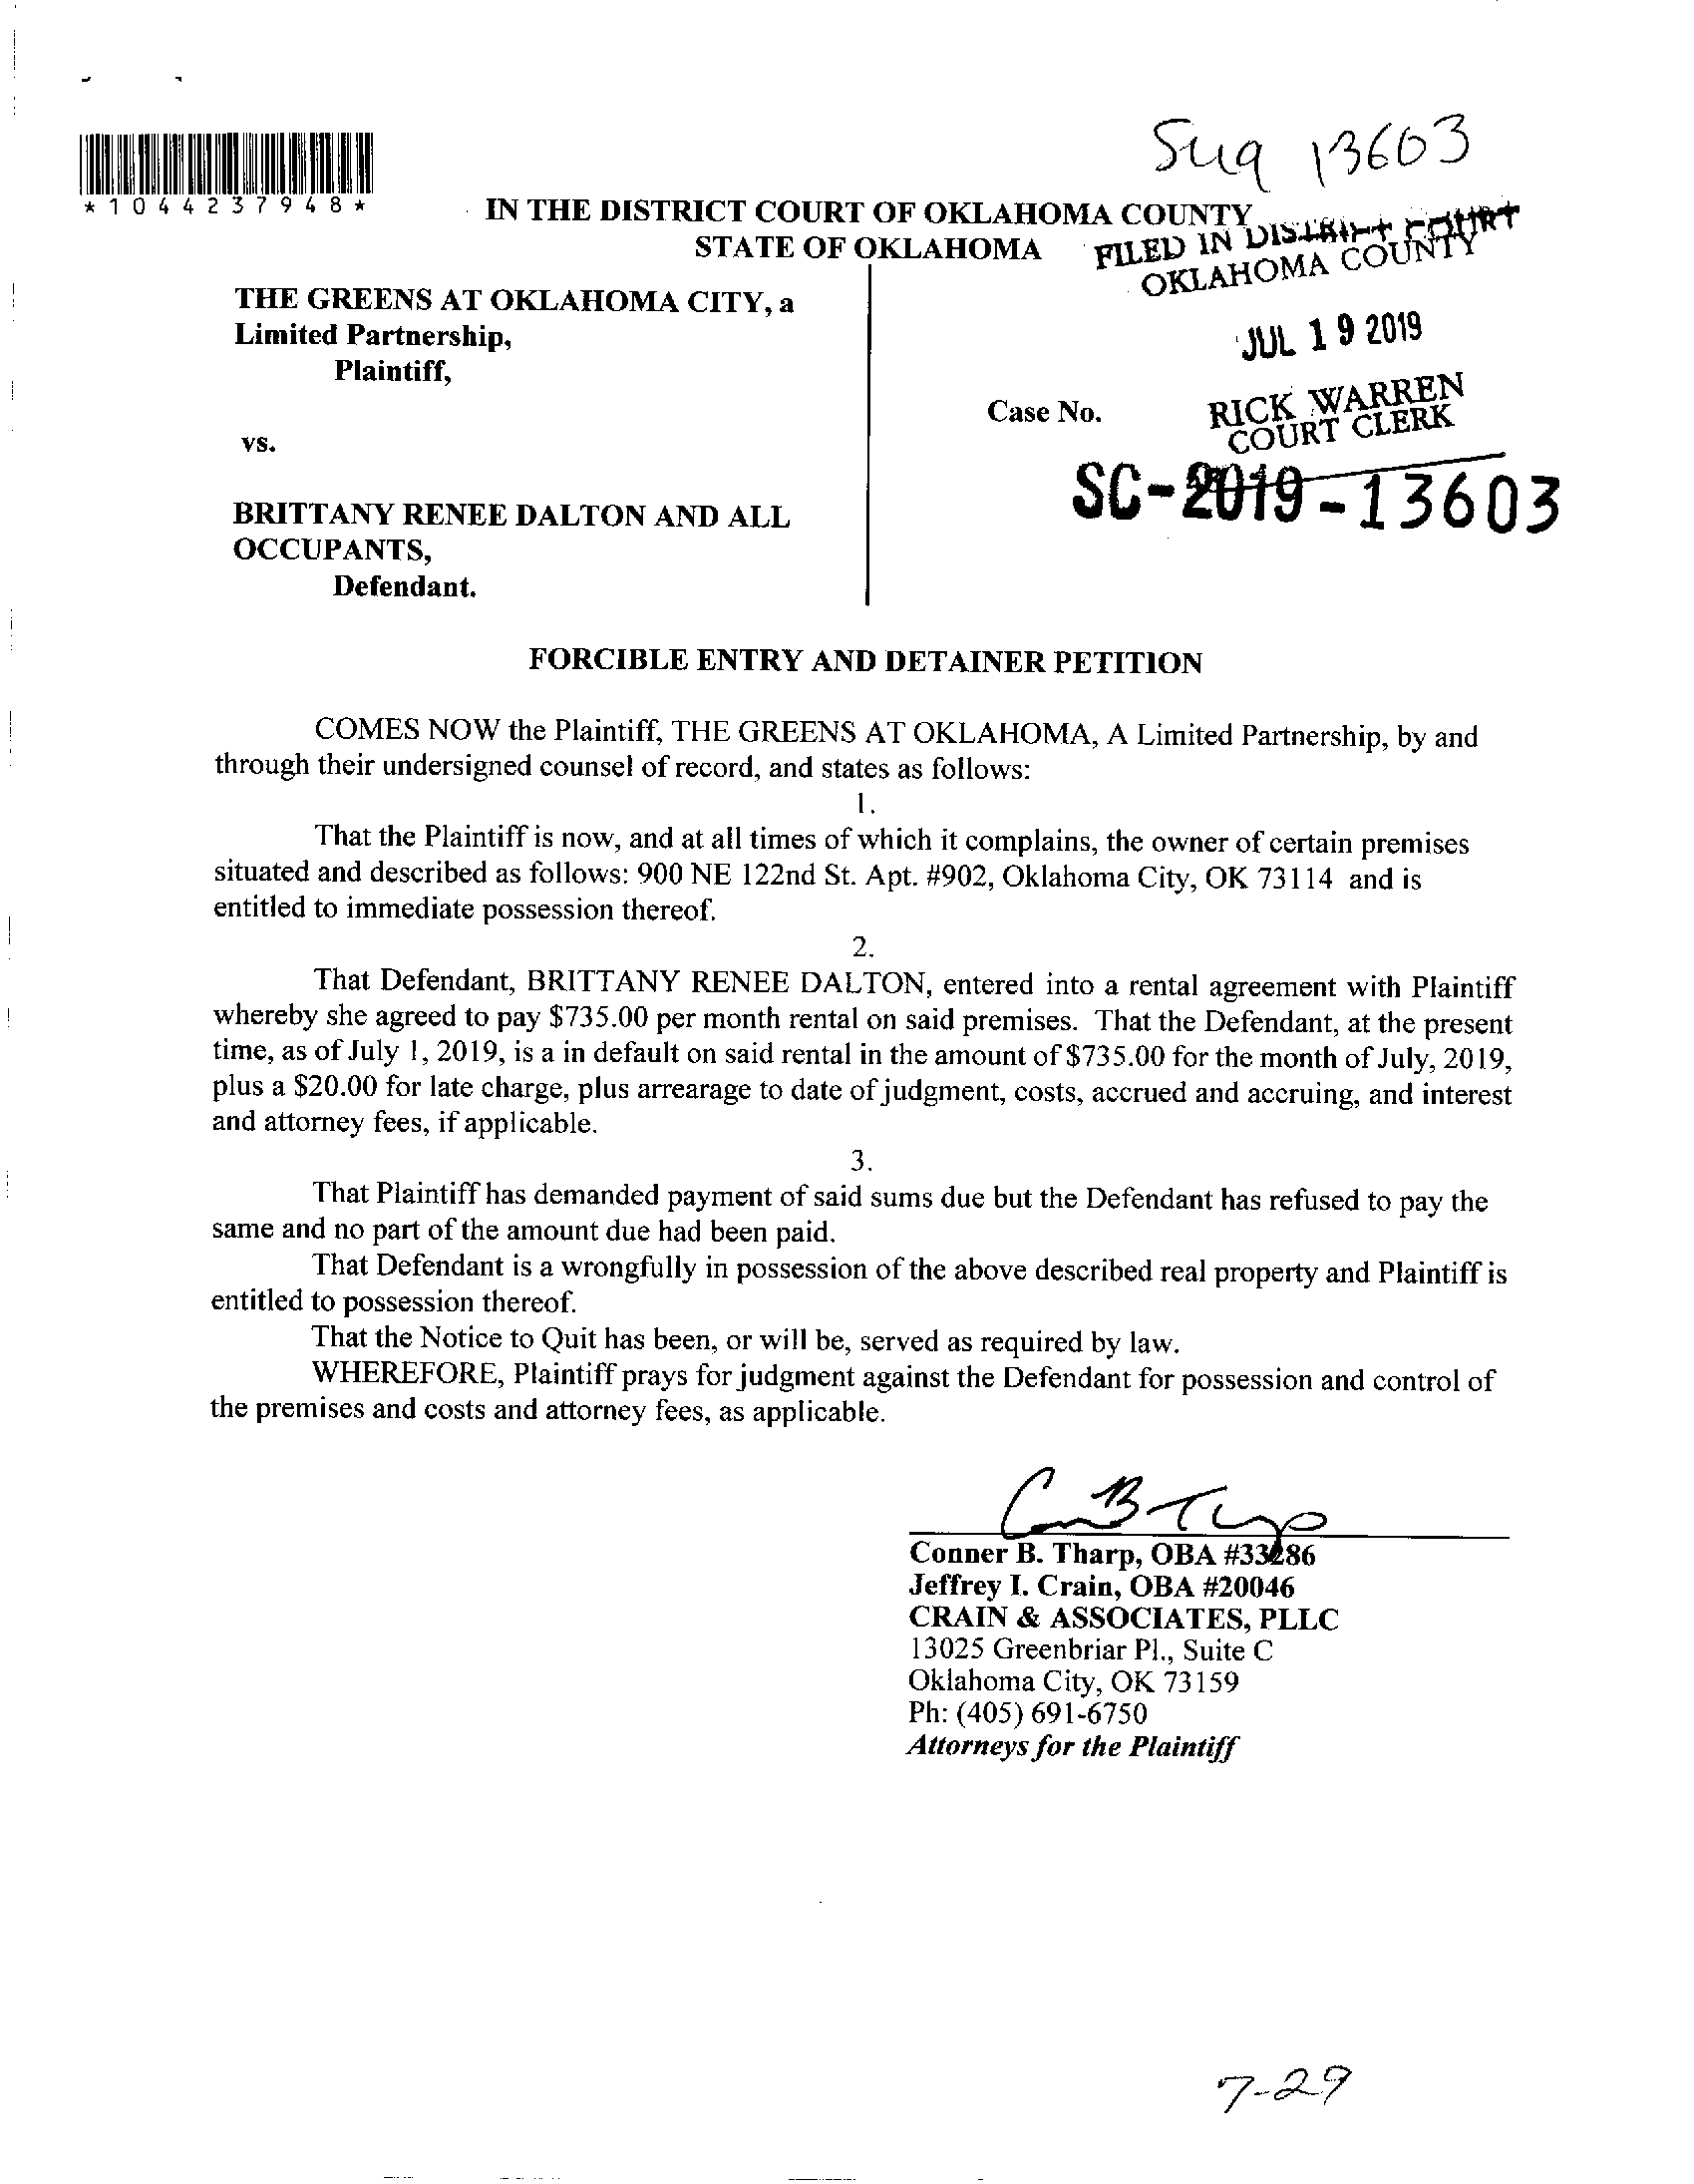 Suq 13603
*1044237948*
IN THE DISTRICT COURT OF OKLAHOMA COUNTY
STATE OF OKLAHOMA
FILED IN DISTRICT COURT
OKLAHOMA COUNTY
JUL 19 2019
RICK WARREN
COURT CLERK
THE GREENS AT OKLAHOMA CITY, a
Limited Partnership,
Plaintiff,
Case No.
SC-2019-13603
vs.
BRITTANY RENEE DALTON AND ALL
OCCUPANTS,
Defendant.
FORCIBLE ENTRY AND DETAINER PETITION
COMES NOW the Plaintiff, THE GREENS AT OKLAHOMA, A Limited Partnership, by and
through their undersigned counsel of record, and states as follows:
1.
That the Plaintiff is now, and at all times of which it complains, the owner of certain premises
situated and described as follows: 900 NE 122nd St. Apt. #902, Oklahoma City, OK 73114 and is
entitled to immediate possession thereof.
2.
That Defendant, BRITTANY RENEE DALTON, entered into a rental agreement with Plaintiff
whereby she agreed to pay $735.00 per month rental on said premises. That the Defendant, at the present
time, as of July 1, 2019, is a in default on said rental in the amount of $735.00 for the month of July, 2019,
plus a $20.00 for late charge, plus arrearage to date of judgment, costs, accrued and accruing, and interest
and attorney fees, if applicable.
3.
That Plaintiff has demanded payment of said sums due but the Defendant has refused to pay the
same and no part of the amount due had been paid.
That Defendant is a wrongfully in possession of the above described real property and Plaintiff is
entitled to possession thereof.
That the Notice to Quit has been, or will be, served as required by law.
WHEREFORE, Plaintiff prays for judgment against the Defendant for possession and control of
the premises and costs and attorney fees, as applicable.
Conner B. Tharp, OBA #33286
Jeffrey I. Crain, OBA #20046
CRAIN & ASSOCIATES, PLLC
13025 Greenbriar Pl., Suite C
Oklahoma City, OK 73159
Ph: (405) 691-6750
Attorneys for the Plaintiff
7-29